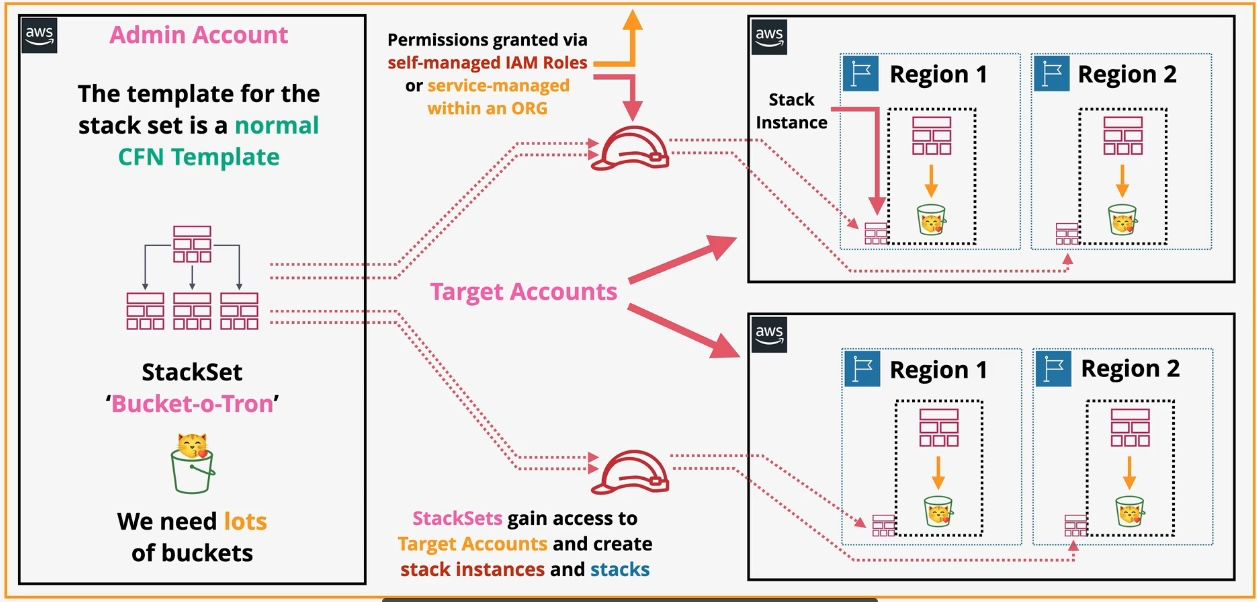 aws
Admin Account
The template for the
stack set is a normal
CFN Template
StackSet
‘Bucket-o-Tron’
We need lots
of buckets
Permissions granted via
self-managed IAM Roles
or service-managed
within an ORG
Target Accounts
StackSets gain access to
Target Accounts and create
stack instances and stacks
aws
Region 1
Region 2
Stack
Instance
aws
Region 1
Region 2